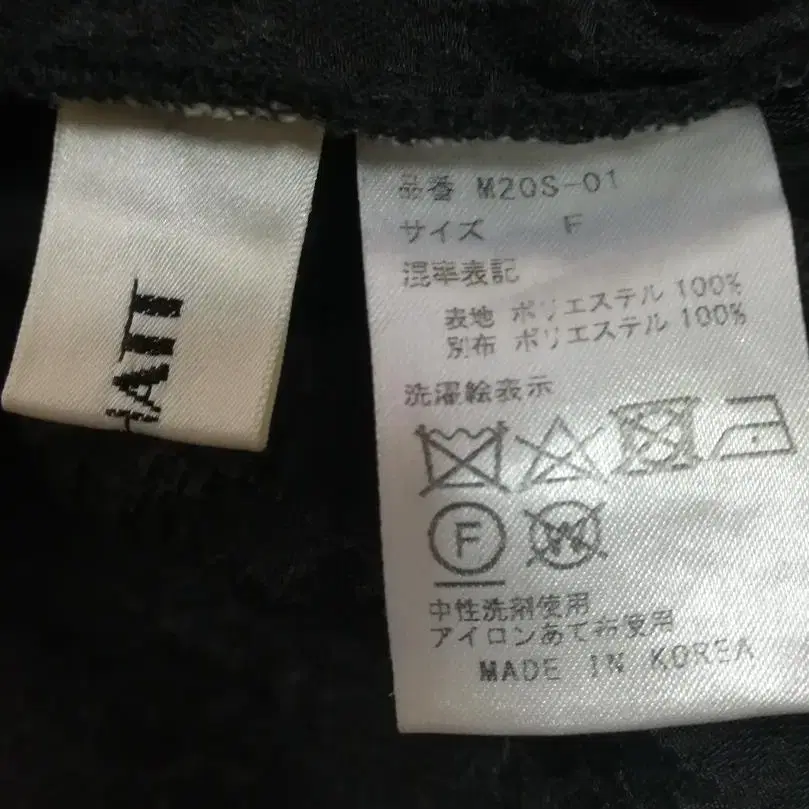 品番 M20S-01
サイズ F
混率表記
表地 ポリエステル 100%
別布 ポリエステル 100%
洗濯絵表示
F W
中性洗剤使用
アイロンあて布使用
MADE IN KOREA